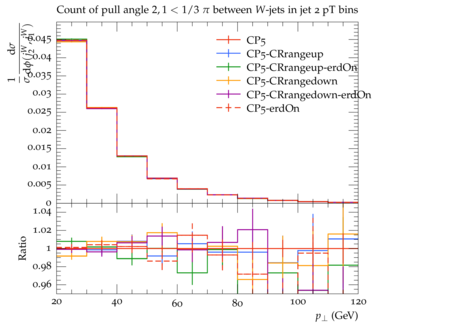 Count of pull angle 2, 1 < 1/3 π between W-jets in jet 2 pT bins
0.045
0.04
0.035
0.03
0.025
0.02
0.015
0.01
0.005
0
CP5
CP5-CRrangeup
CP5-CRrangeup-erdOn
CP5-CRrangedown
CP5-CRrangedown-erdOn
CP5-erdOn
1.04
1.02
1
0.98
0.96
Ratio
20 40 60 80 100 120
p⊥ (GeV)